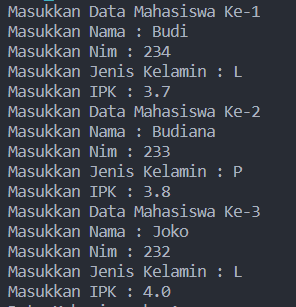 Masukkan Data Mahasiswa Ke-1
Masukkan Nama : Budi
Masukkan Nim : 234
Masukkan Jenis Kelamin : L
Masukkan IPK : 3.7
Masukkan Data Mahasiswa Ke-2
Masukkan Nama : Budiana
Masukkan Nim : 233
Masukkan Jenis Kelamin : P
Masukkan IPK : 3.8
Masukkan Data Mahasiswa Ke-3
Masukkan Nama : Joko
Masukkan Nim : 232
Masukkan Jenis Kelamin : L
Masukkan IPK : 4.0